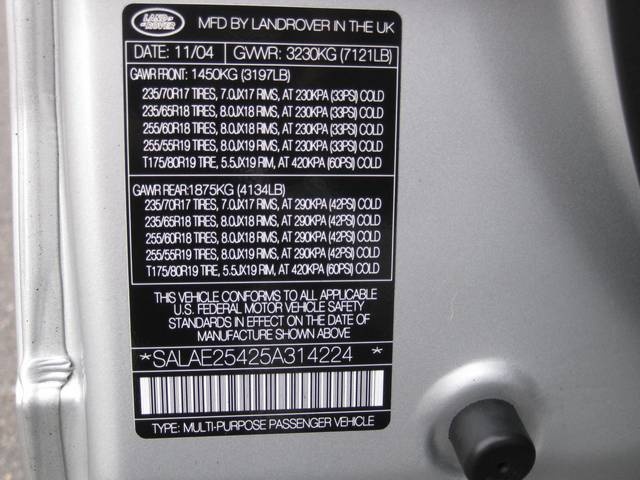 LAND-
-ROVER
MFD BY LANDROVER IN THE UK
DATE: 11/04 GVWR: 3230KG (7121LB)
GAWR FRONT: 1450KG (3197LB)
235/70R17 TIRES, 7.0JX17 RIMS, AT 230KPA (33PSI) COLD
235/65R18 TIRES, 8.0JX18 RIMS, AT 230KPA (33PSI) COLD
255/60R18 TIRES, 8.0JX18 RIMS, AT 230KPA (33PSI) COLD
255/55R19 TIRES, 8.0JX19 RIMS, AT 230KPA (33PSI) COLD
T175/80R19 TIRE, 5.5JX19 RIM, AT 420KPA (60PSI) COLD
GAWR REAR:1875KG (4134LB)
235/70R17 TIRES, 7.0JX17 RIMS, AT 290KPA (42PSI) COLD
235/65R18 TIRES, 8.0JX18 RIMS, AT 290KPA (42PSI) COLD
255/60R18 TIRES, 8.0JX18 RIMS, AT 290KPA (42PSI) COLD
255/55R19 TIRES, 8.0JX19 RIMS, AT 290KPA (42PSI) COLD
T175/80R19 TIRE, 5.5JX19 RIM, AT 420KPA (60PSI) COLD
THIS VEHICLE CONFORMS TO ALL APPLICABLE
U.S. FEDERAL MOTOR VEHICLE SAFETY
STANDARDS IN EFFECT ON THE DATE OF
MANUFACTURE SHOWN ABOVE.
*SALAE25425A314224 *
TYPE: MULTI-PURPOSE PASSENGER VEHICLE